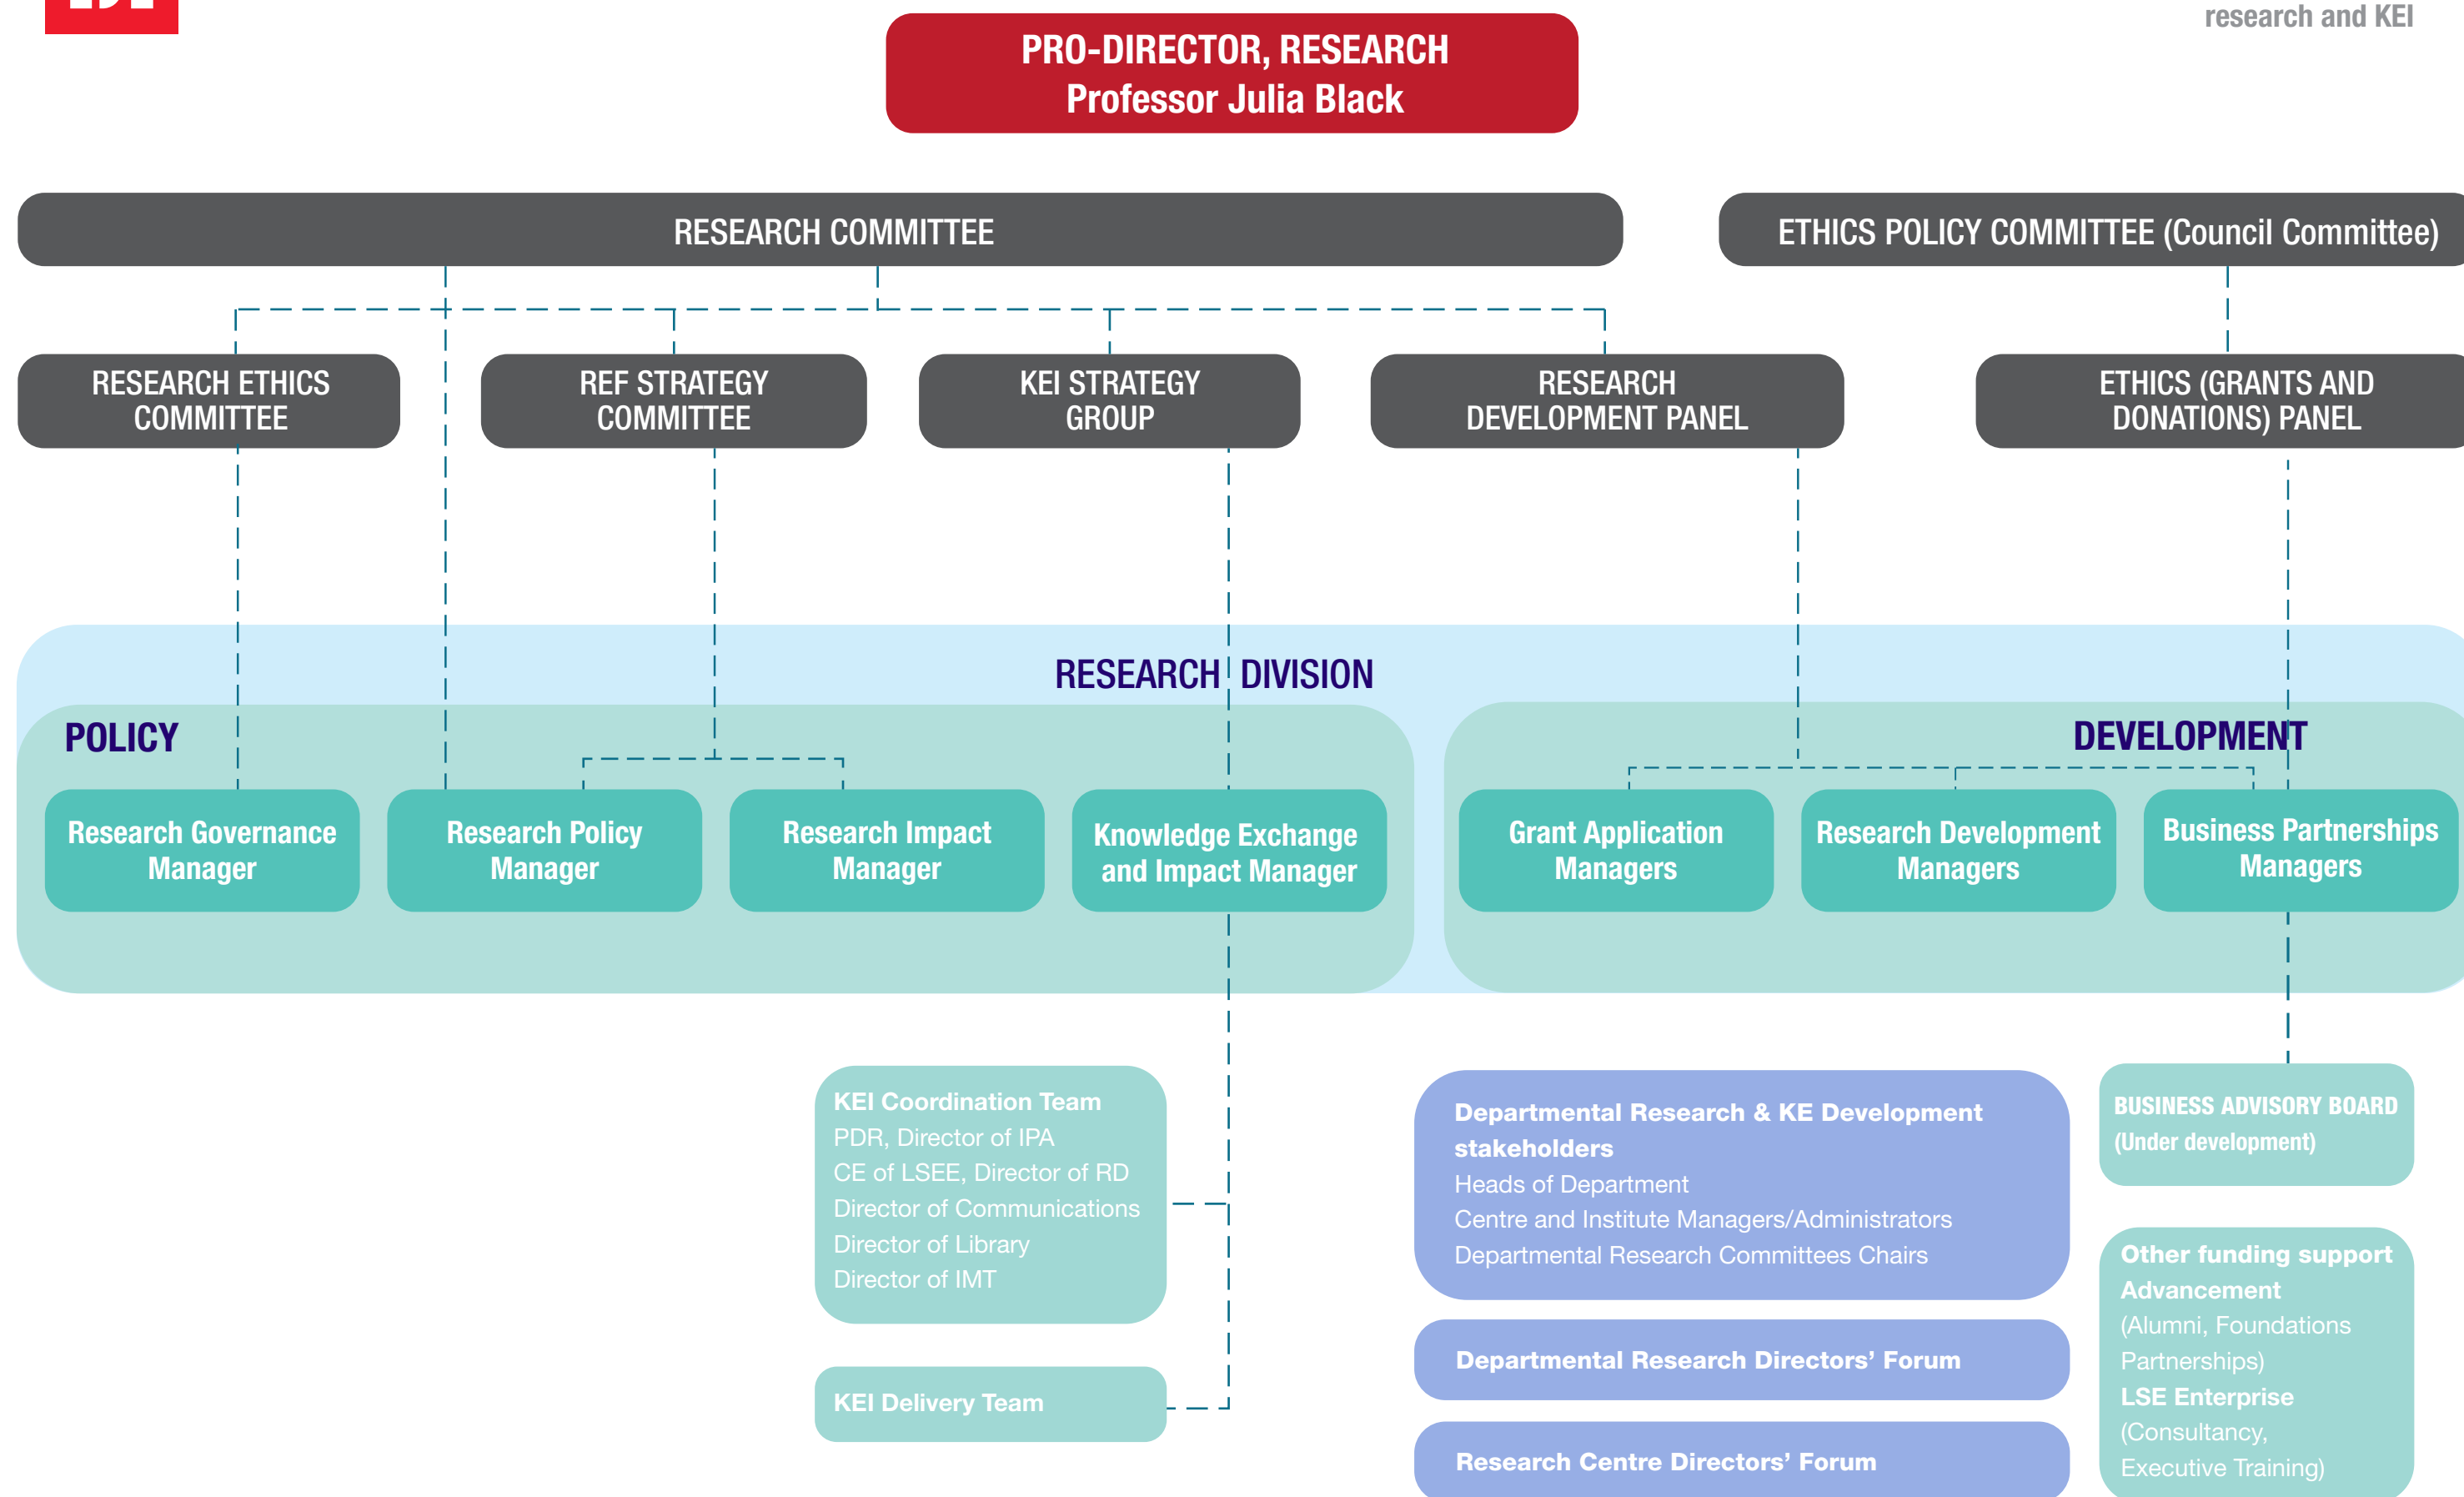 research and KEI
PRO-DIRECTOR, RESEARCH
Professor Julia Black
RESEARCH COMMITTEE
ETHICS POLICY COMMITTEE (Council Committee)
RESEARCH ETHICS
COMMITTEE
REF STRATEGY
COMMITTEE
KEI STRATEGY
GROUP
RESEARCH
DEVELOPMENT PANEL
ETHICS (GRANTS AND
DONATIONS) PANEL
RESEARCH DIVISION
POLICY
DEVELOPMENT
Research Governance
Manager
Research Policy
Manager
Research Impact
Manager
Knowledge Exchange
and Impact Manager
Grant Application
Managers
Research Development
Managers
Business Partnerships
Managers
KEI Coordination Team
PDR, Director of IPA
CE of LSEE, Director of RD
Director of Communications
Director of Library
Director of IMT
KEI Delivery Team
Departmental Research & KE Development
stakeholders
Heads of Department
Centre and Institute Managers/Administrators
Departmental Research Committees Chairs
Departmental Research Directors’ Forum
Research Centre Directors’ Forum
BUSINESS ADVISORY BOARD
(Under development)
Other funding support
Advancement
(Alumni, Foundations
Partnerships)
LSE Enterprise
(Consultancy,
Executive Training)